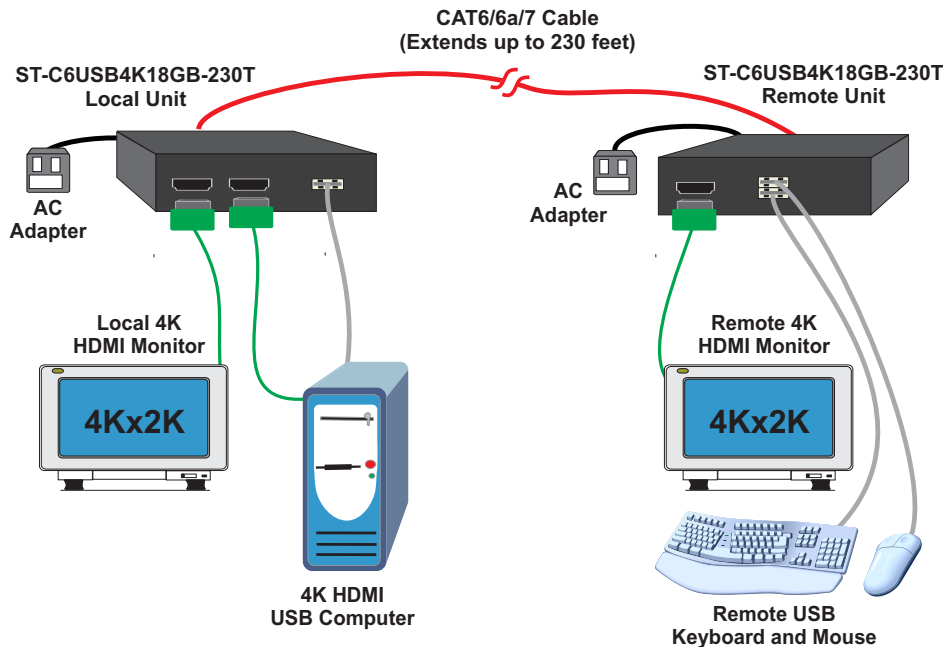 CAT6/6a/7 Cable
(Extends up to 230 feet)
ST-C6USB4K18GB-230T
Local Unit
ST-C6USB4K18GB-230T
Remote Unit
AC
Adapter
AC
Adapter
Local 4K
HDMI Monitor
Remote 4K
HDMI Monitor
4Kx2K
4Kx2K
4K HDMI
USB Computer
Remote USB
Keyboard and Mouse